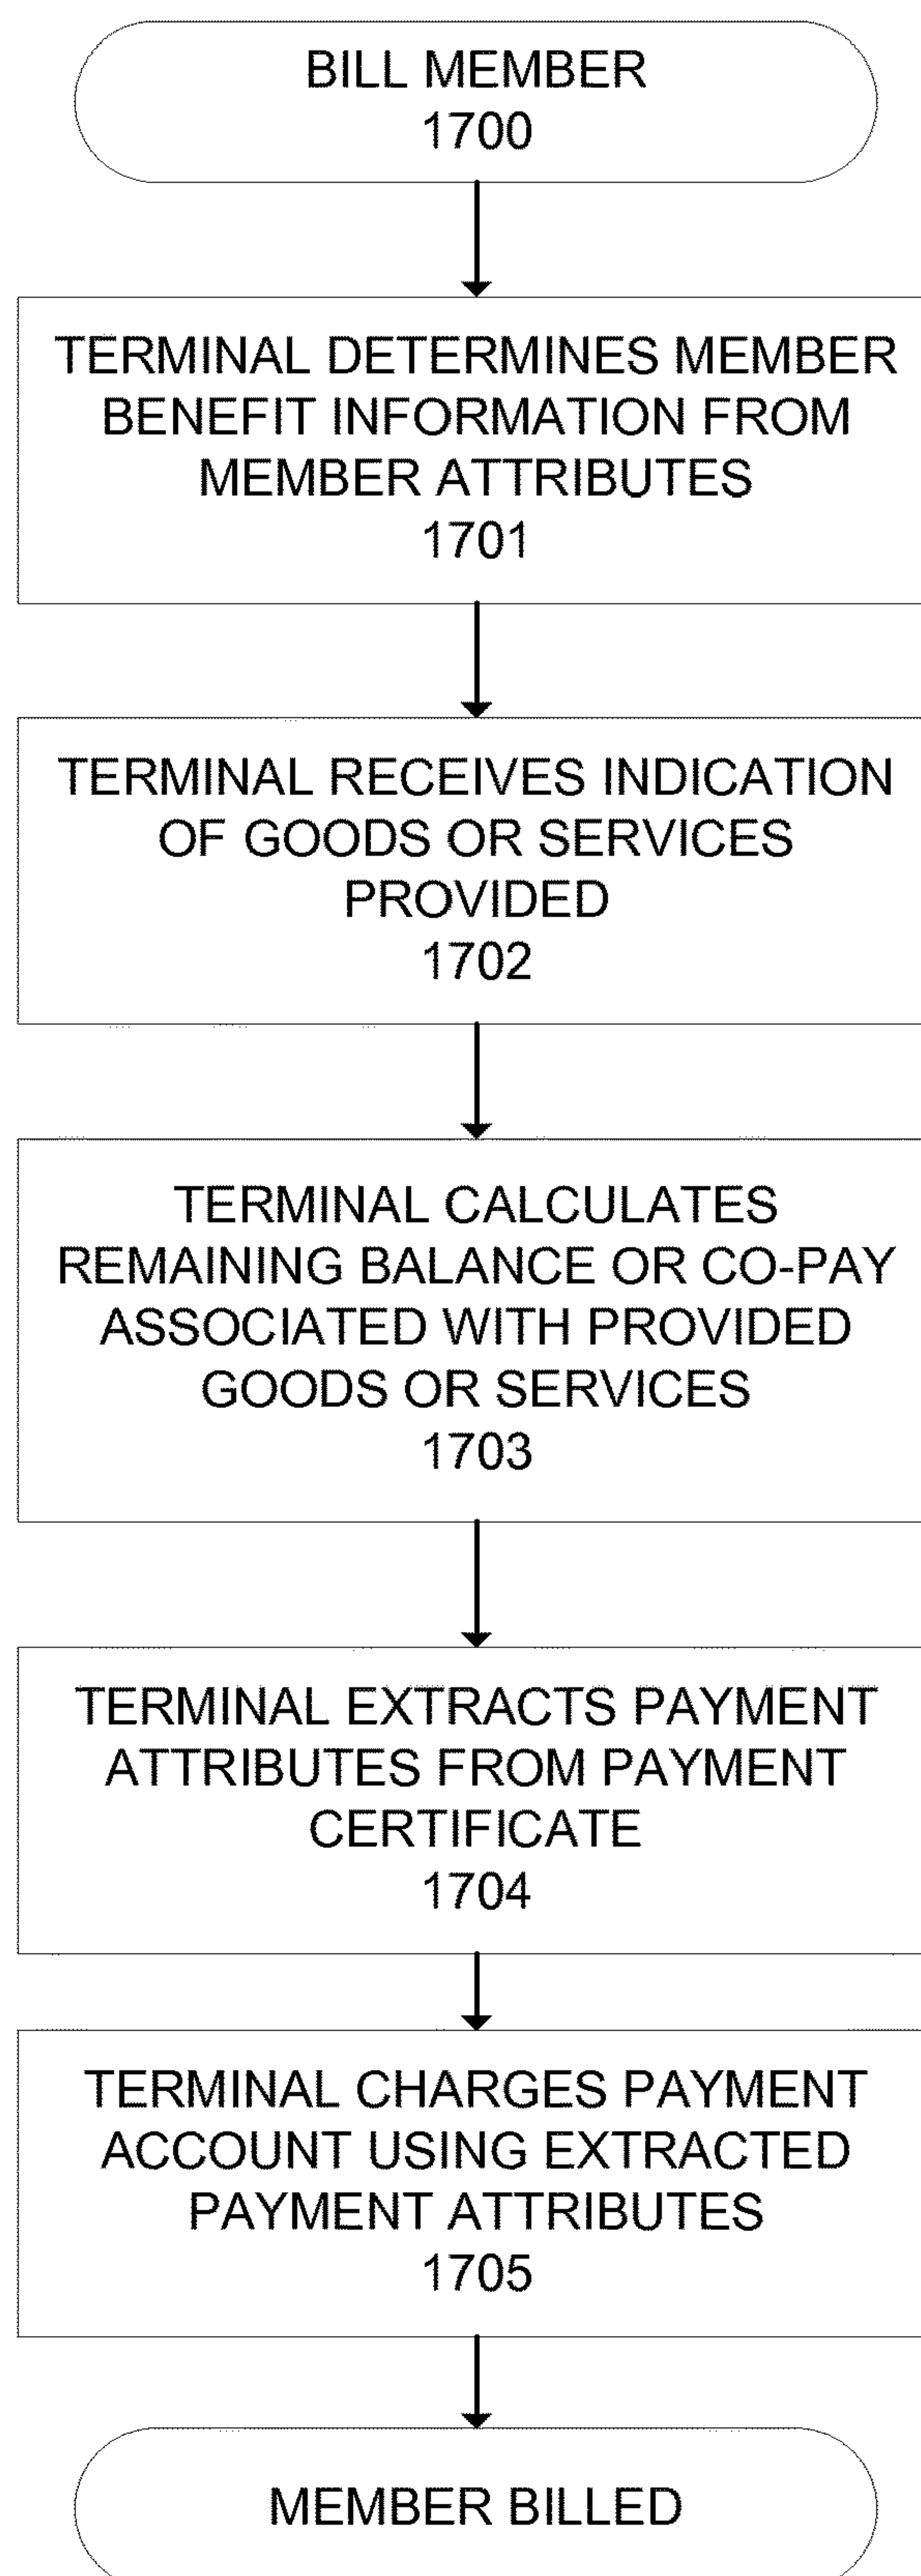 BILL MEMBER
1700
TERMINAL DETERMINES MEMBER
BENEFIT INFORMATION FROM
MEMBER ATTRIBUTES
1701
TERMINAL RECEIVES INDICATION
OF GOODS OR SERVICES
PROVIDED
1702
TERMINAL CALCULATES
REMAINING BALANCE OR CO-PAY
ASSOCIATED WITH PROVIDED
GOODS OR SERVICES
1703
TERMINAL EXTRACTS PAYMENT
ATTRIBUTES FROM PAYMENT
CERTIFICATE
1704
TERMINAL CHARGES PAYMENT
ACCOUNT USING EXTRACTED
PAYMENT ATTRIBUTES
1705
MEMBER BILLED